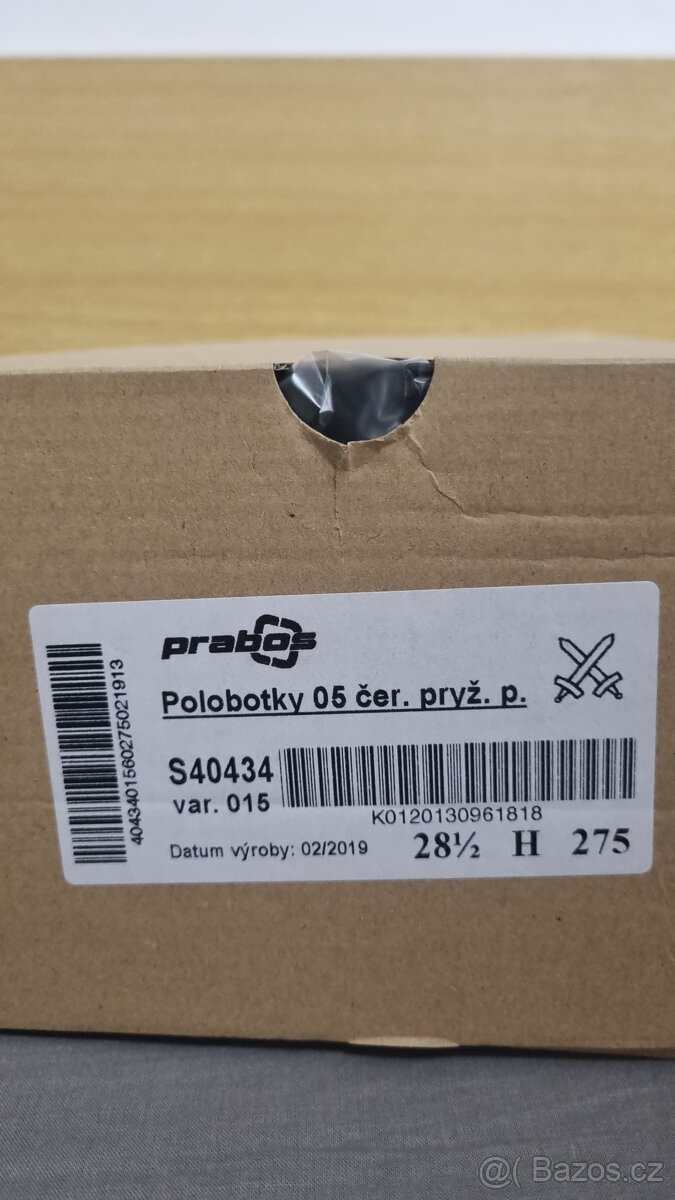 prabos
Polobotky 05 čer. pryž. p.
S40434
var. 015
K0120130961818
Datum výroby: 02/2019
28½ H 275
4043401560275021913
@( Bazos.cz